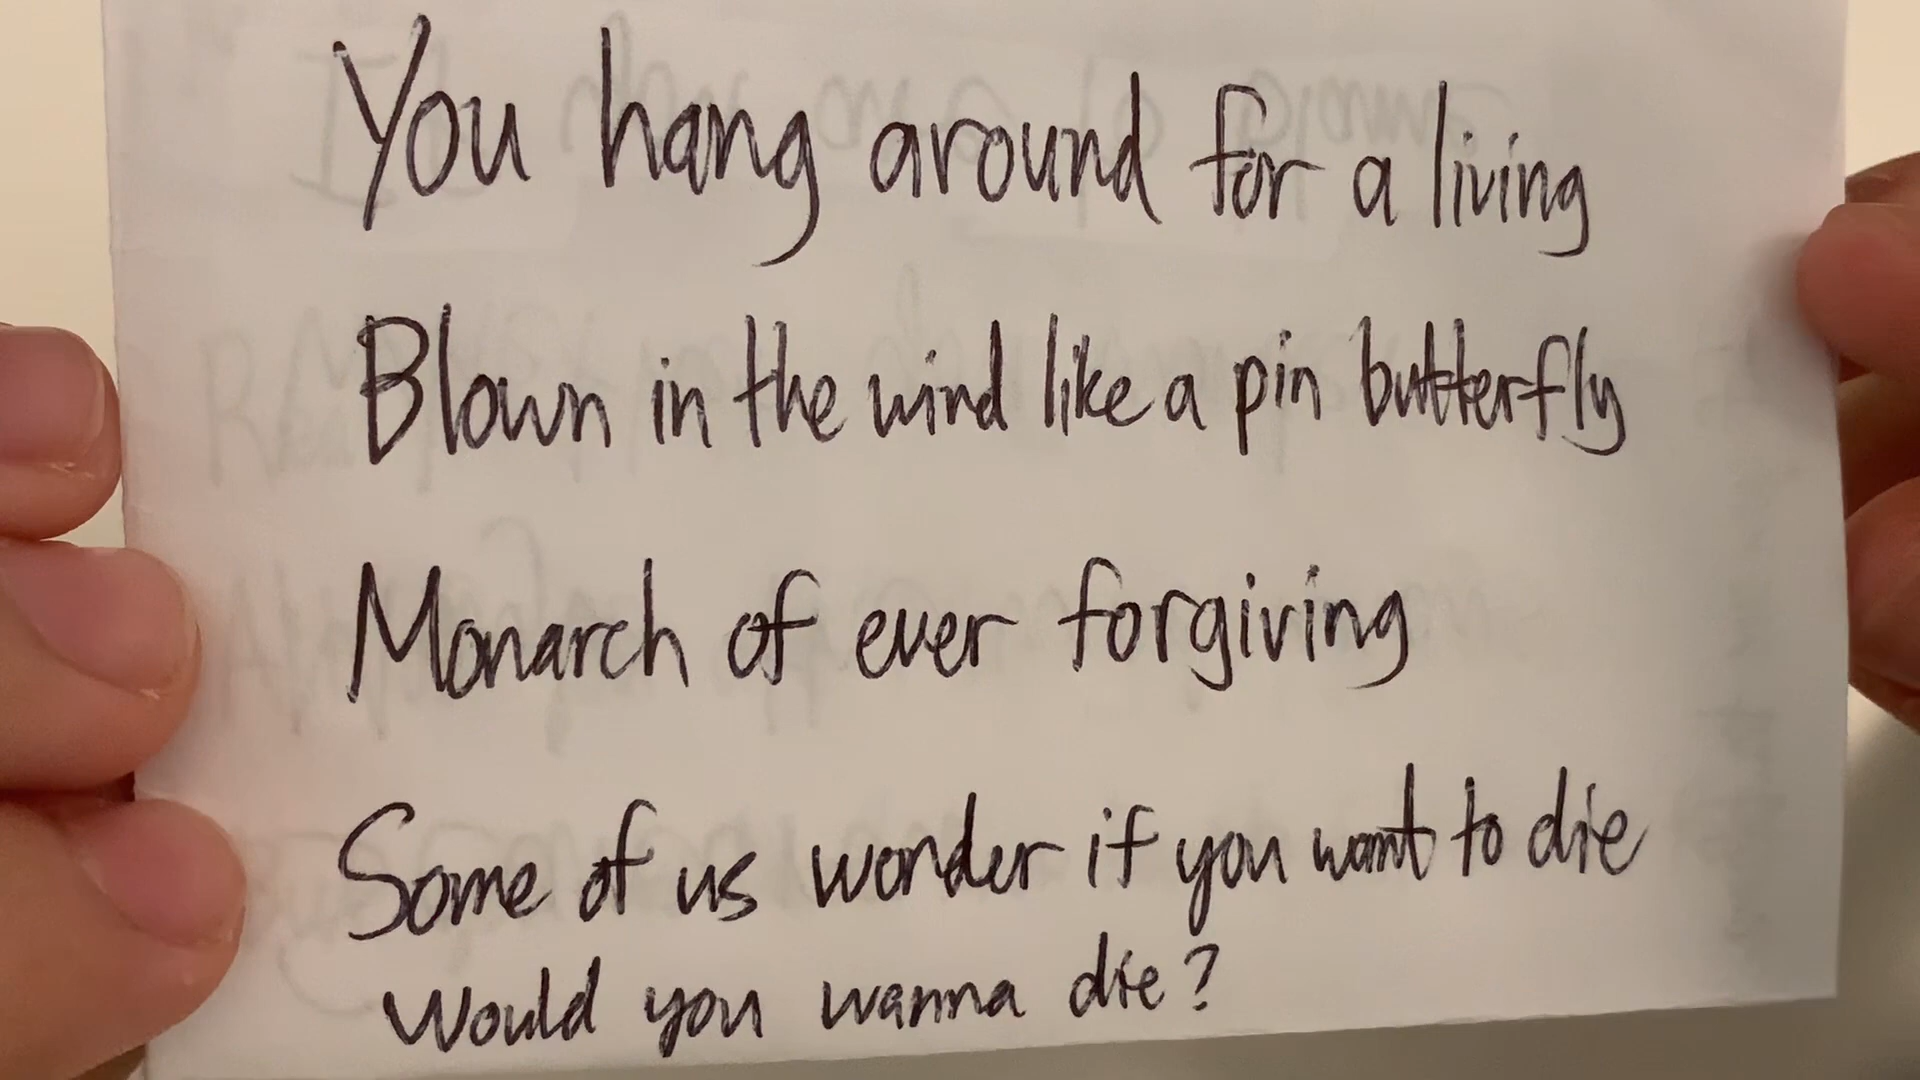 You hang around for a living
Blown in the wind like a pin butterfly
Monarch of ever forgiving
Some of us wonder if you want to die
Would you wanna die?